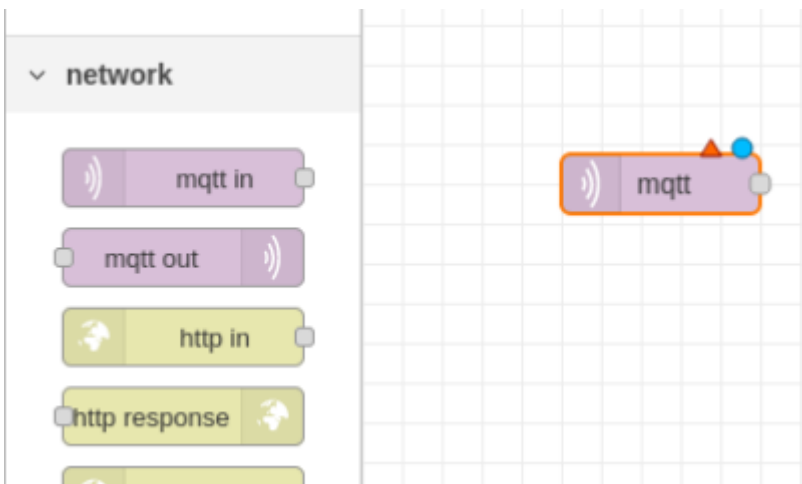 network
mqtt in
mqtt
mqtt out
http in
http response